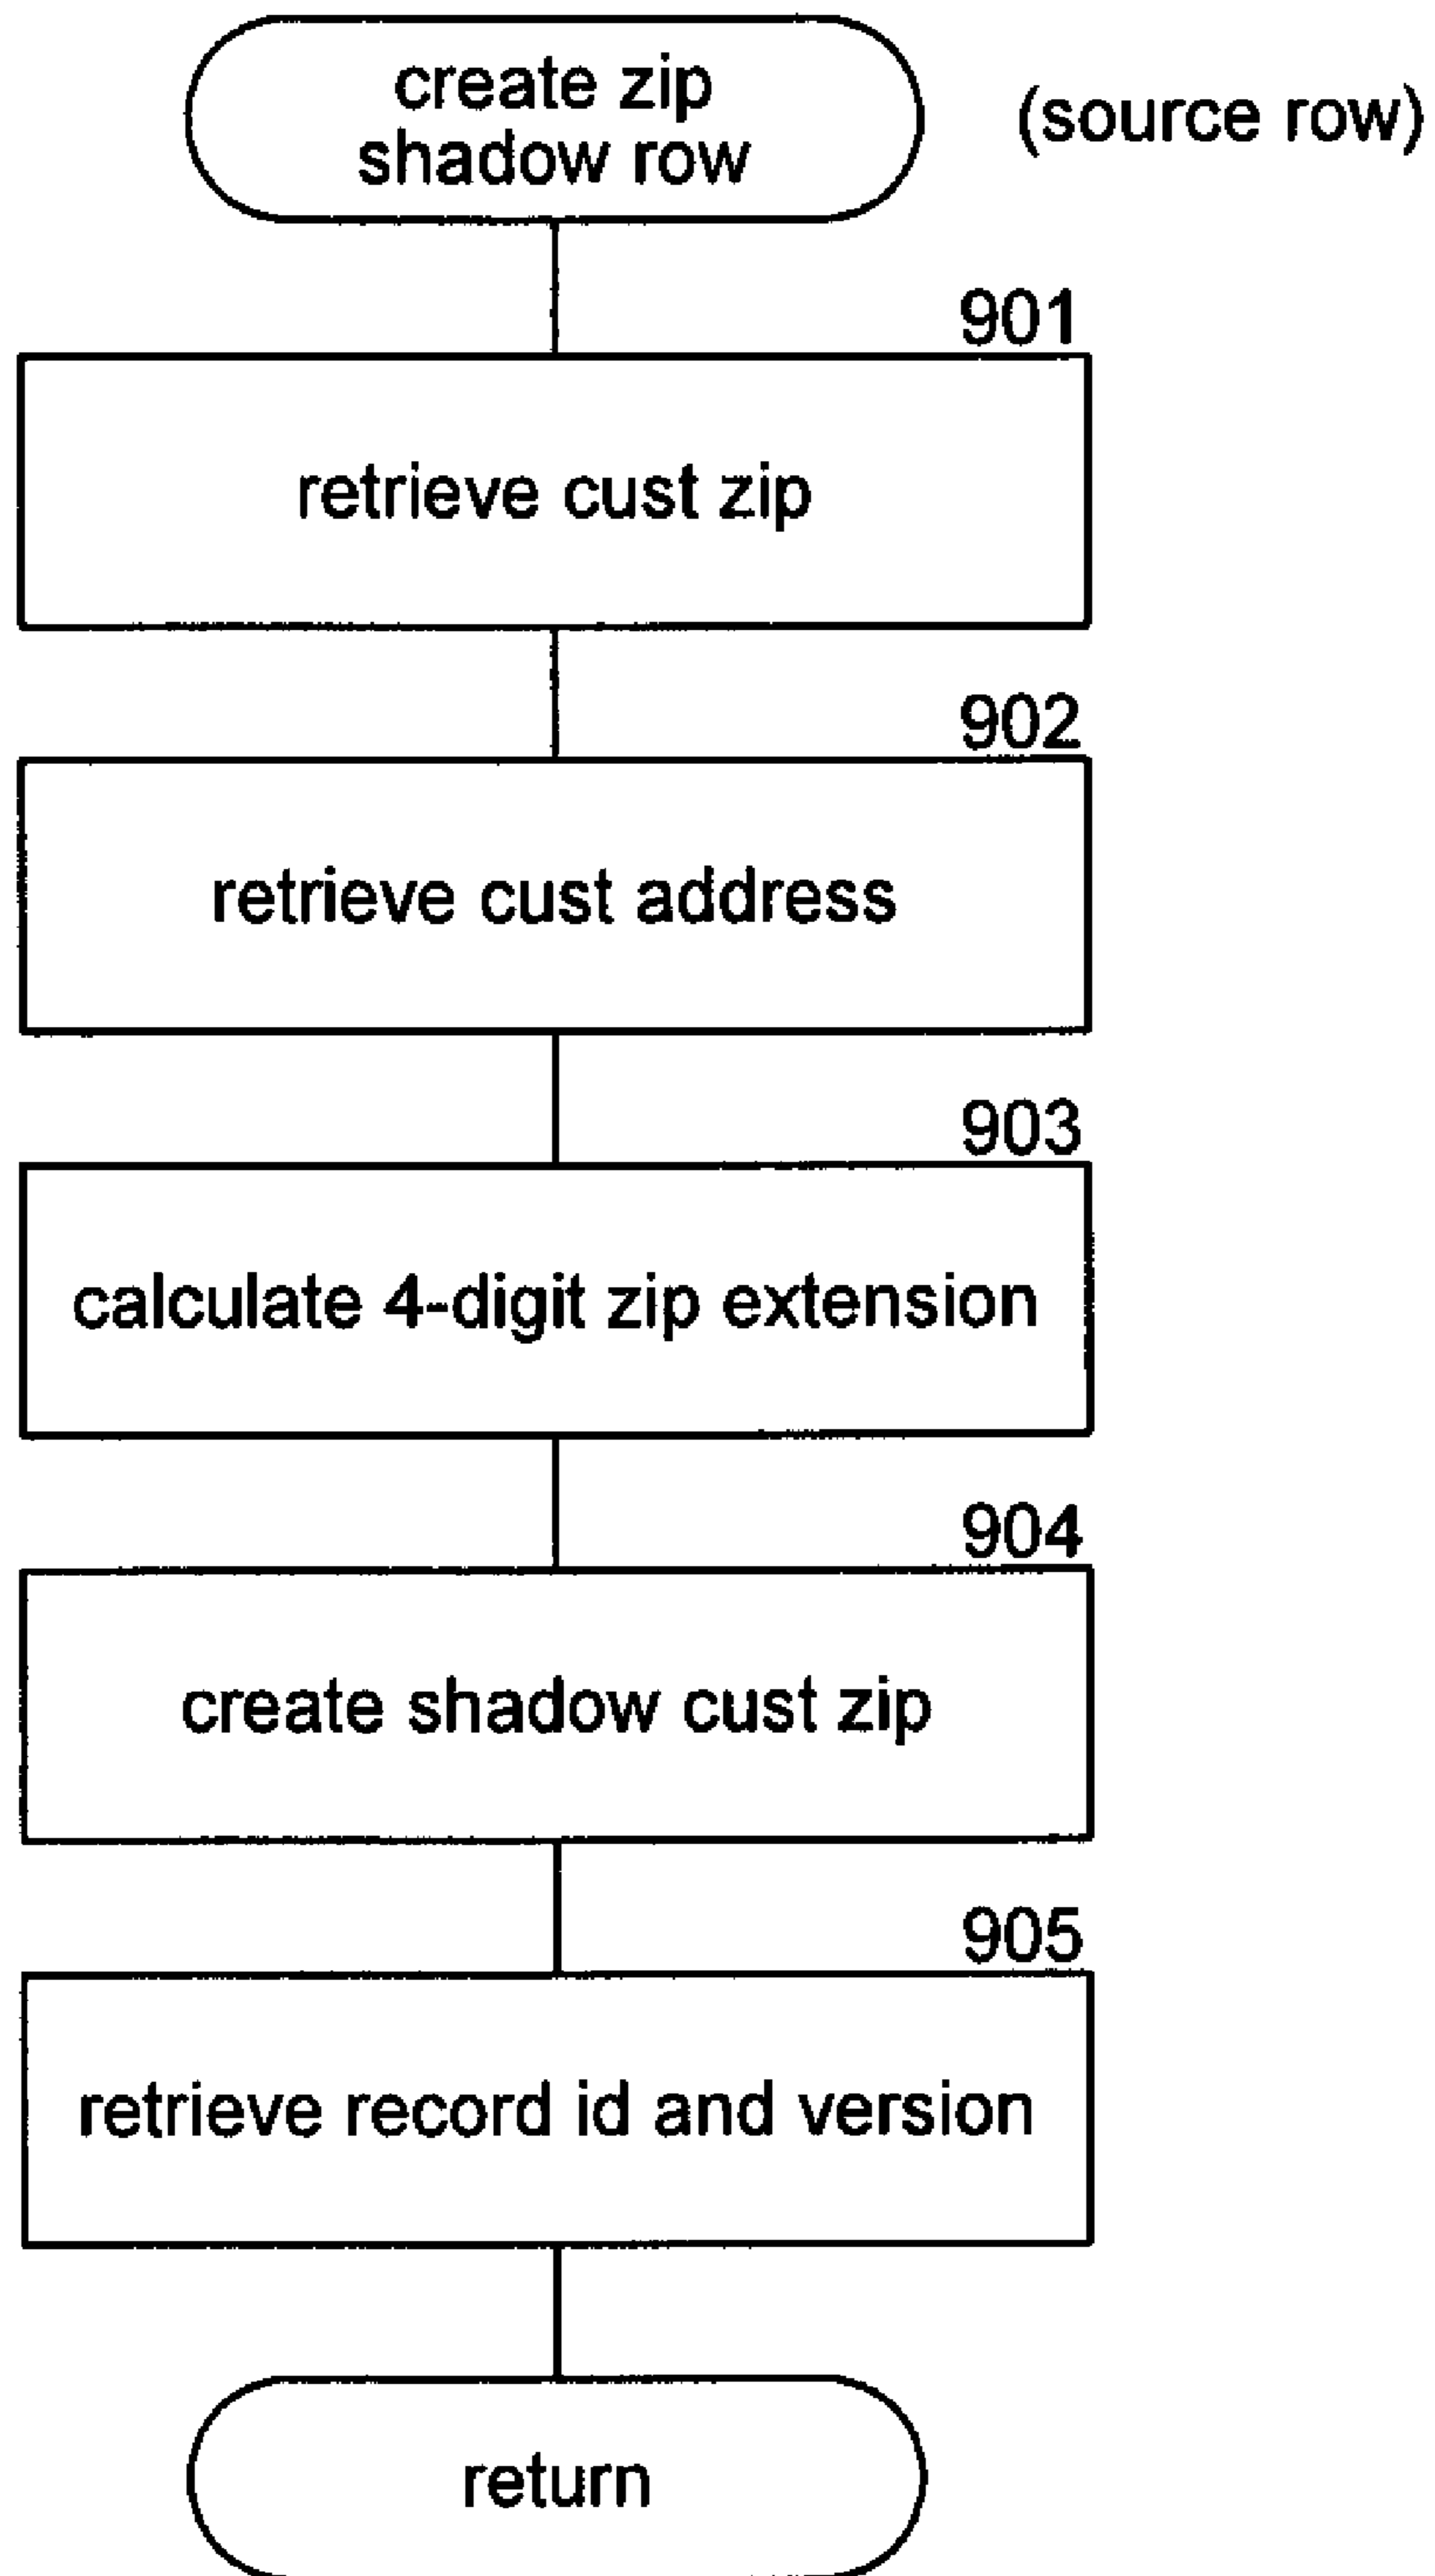 create zip
shadow row
(source row)
901
retrieve cust zip
902
retrieve cust address
903
calculate 4-digit zip extension
904
create shadow cust zip
905
retrieve record id and version
return